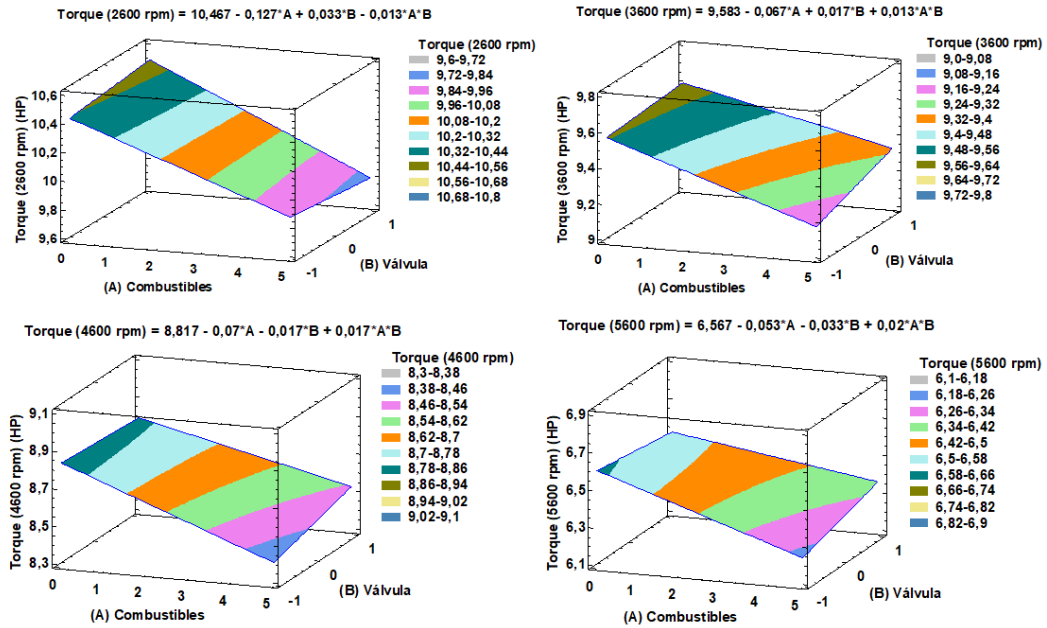 Torque (2600 rpm) = 10,467 - 0,127*A + 0,033*B - 0,013*A*B
Torque (2600 rpm)
9,6-9,72
9,72-9,84
9,84-9,96
9,96-10,08
10,08-10,2
10,2-10,32
10,32-10,44
10,44-10,56
10,56-10,68
10,68-10,8
Torque (2600 rpm) (HP)
10,6
10,4
10,2
10
9,8
9,6
0 1 2 3 4 5
(A) Combustibles
-1 0 1
(B) Válvula
Torque (3600 rpm) = 9,583 - 0,067*A + 0,017*B + 0,013*A*B
Torque (3600 rpm)
9,0-9,08
9,08-9,16
9,16-9,24
9,24-9,32
9,32-9,4
9,4-9,48
9,48-9,56
9,56-9,64
9,64-9,72
9,72-9,8
Torque (3600 rpm) (HP)
9,8
9,6
9,4
9,2
9
0 1 2 3 4 5
(A) Combustibles
-1 0 1
(B) Válvula
Torque (4600 rpm) = 8,817 - 0,07*A - 0,017*B + 0,017*A*B
Torque (4600 rpm)
8,3-8,38
8,38-8,46
8,46-8,54
8,54-8,62
8,62-8,7
8,7-8,78
8,78-8,86
8,86-8,94
8,94-9,02
9,02-9,1
Torque (4600 rpm) (HP)
9,1
8,9
8,7
8,5
8,3
0 1 2 3 4 5
(A) Combustibles
-1 0 1
(B) Válvula
Torque (5600 rpm) = 6,567 - 0,053*A - 0,033*B + 0,02*A*B
Torque (5600 rpm)
6,1-6,18
6,18-6,26
6,26-6,34
6,34-6,42
6,42-6,5
6,5-6,58
6,58-6,66
6,66-6,74
6,74-6,82
6,82-6,9
Torque (5600 rpm) (HP)
6,9
6,7
6,5
6,3
6,1
0 1 2 3 4 5
(A) Combustibles
-1 0 1
(B) Válvula